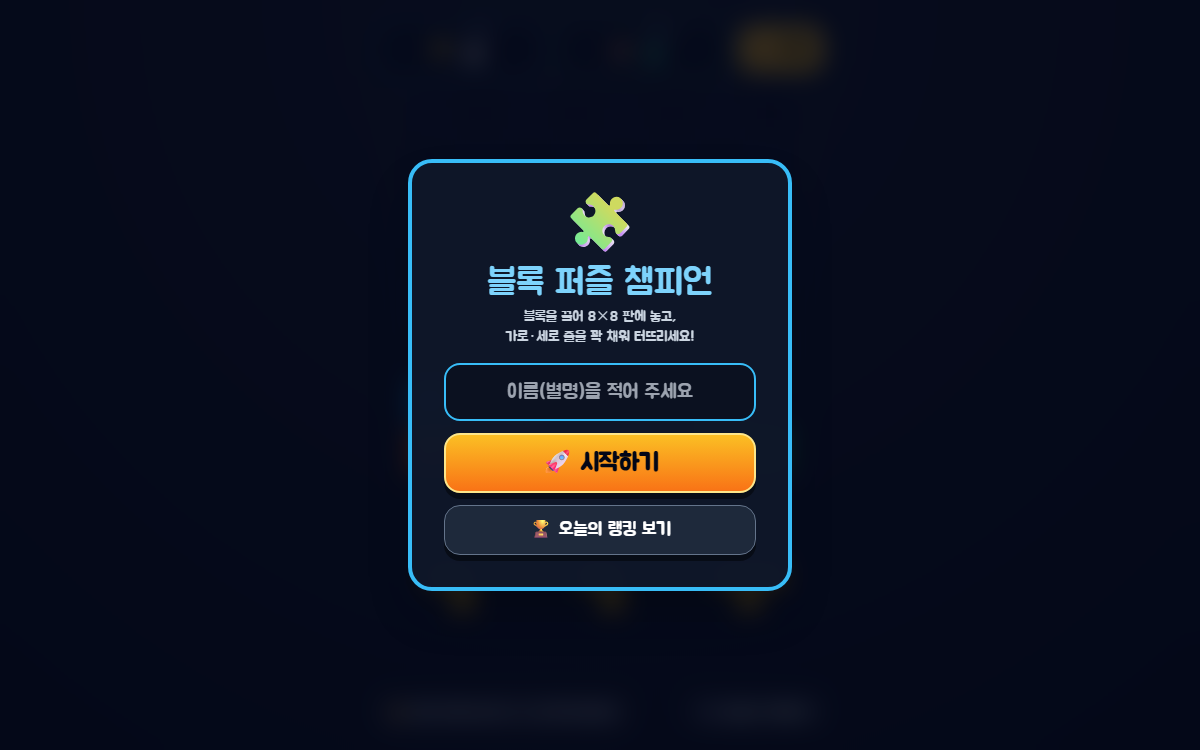 블록 퍼즐 챔피언
블록을 끌어 8×8 판에 놓고,
가로·세로 줄을 꽉 채워 터뜨리세요!
이름(별명)을 적어 주세요
🚀 시작하기
🏆 오늘의 랭킹 보기